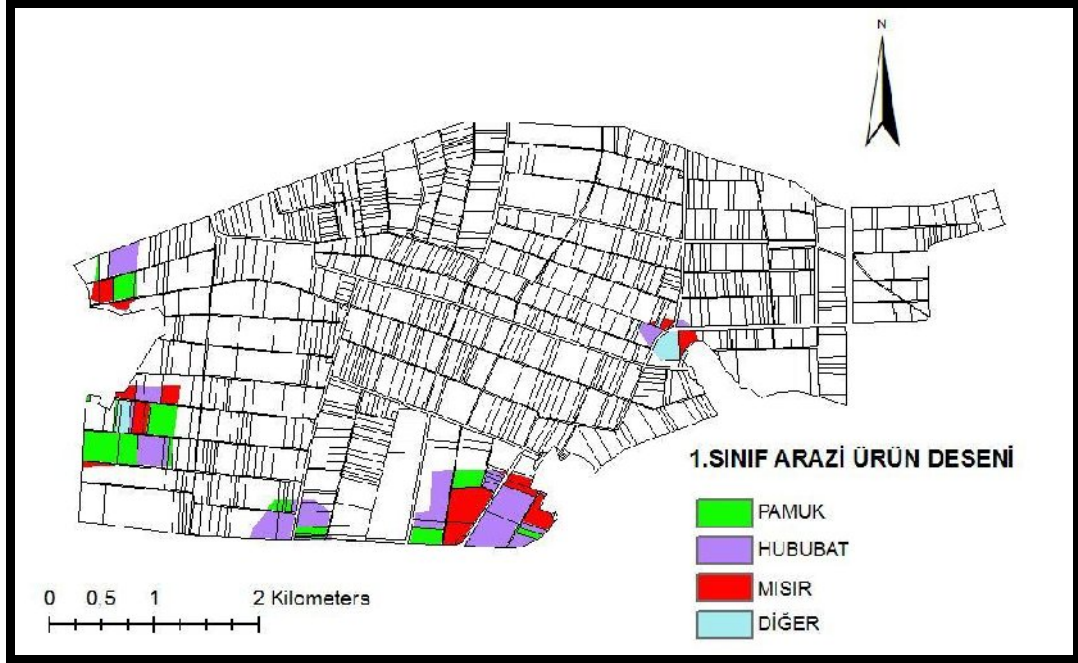 N
1.SINIF ARAZİ ÜRÜN DESENİ
PAMUK
HUBUBAT
MISIR
DİĞER
0 0,5 1 2 Kilometers